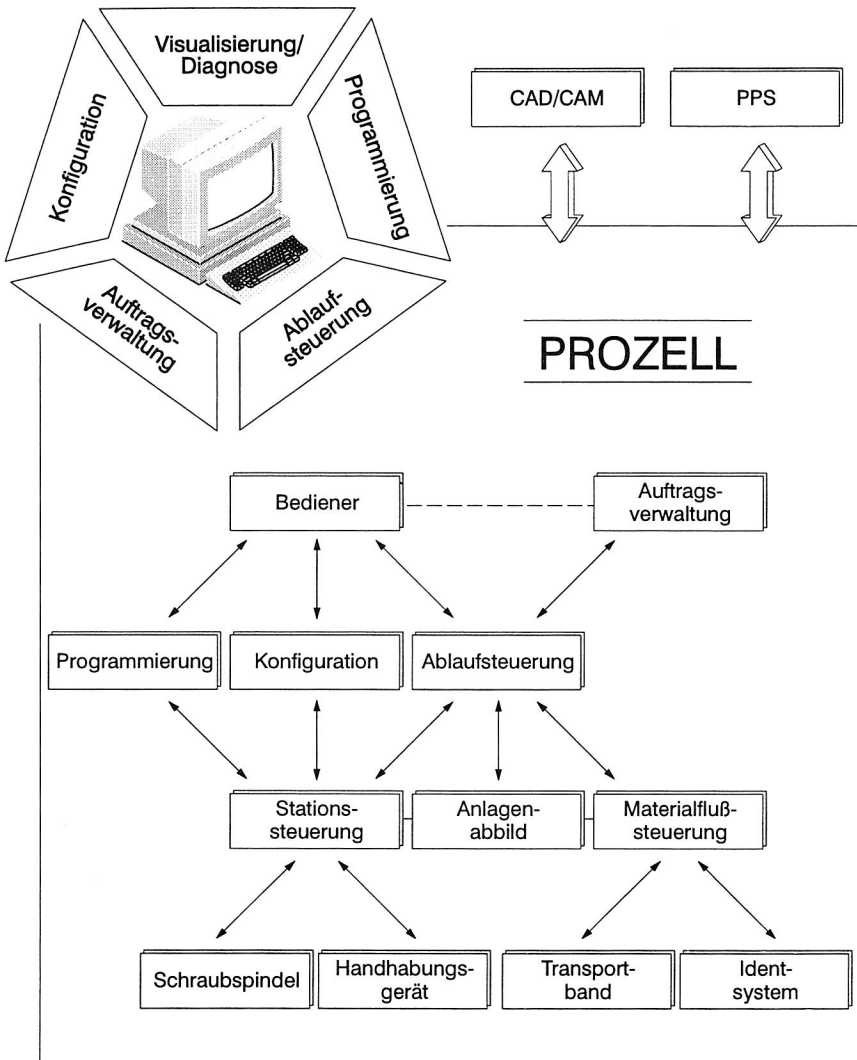 Visualisierung/
Diagnose
Konfiguration
Programmierung
Auftrags-
verwaltung
Ablauf-
steuerung
CAD/CAM
PPS
PROZELL
Bediener
Auftrags-
verwaltung
Programmierung
Konfiguration
Ablaufsteuerung
Stations-
steuerung
Anlagen-
abbild
Materialfluß-
steuerung
Schraubspindel
Handhabungs-
gerät
Transport-
band
Ident-
system